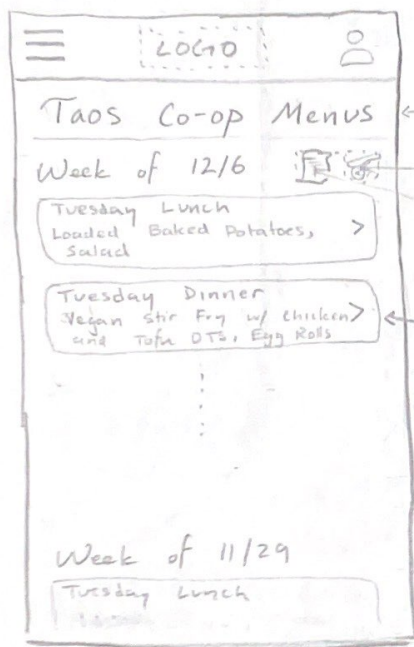 LOGO
Taos Co-op Menus
Week of 12/6
Tuesday Lunch
Loaded Baked Potatoes,
Salad
>
Tuesday Dinner
Vegan Stir Fry w/ chicken
and Tofu OTS, Egg Rolls
>
Week of 11/29
Tuesday Lunch